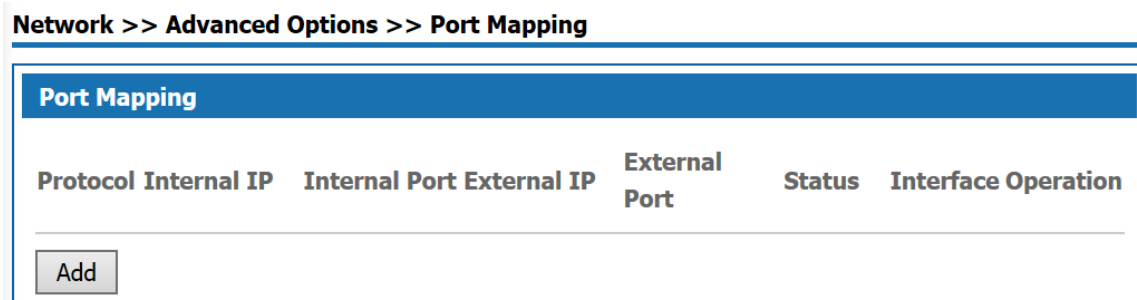 Network >> Advanced Options >> Port Mapping
Port Mapping
Protocol Internal IP Internal Port External IP External Port Status Interface Operation
Add